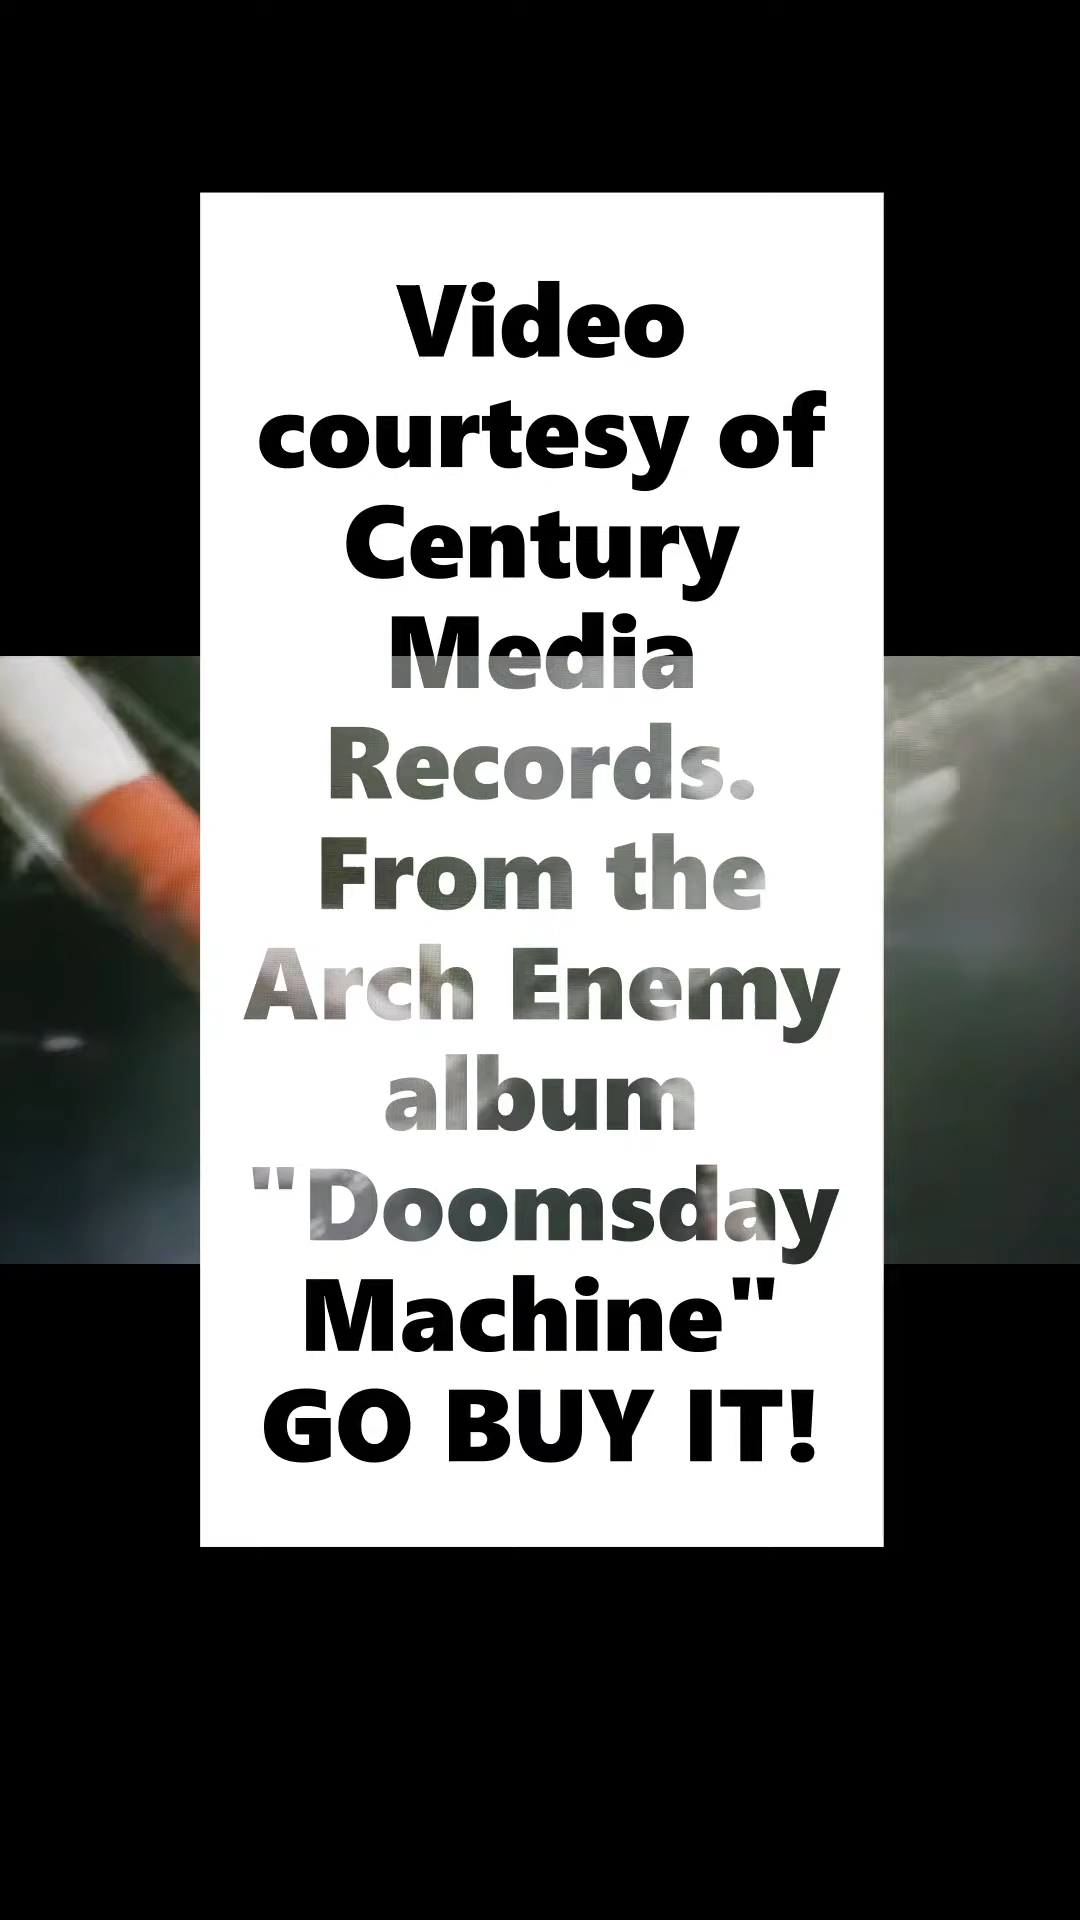 Video
courtesy of
Century
Media
Records.
From the
Arch Enemy
album
"Doomsday
Machine"
GO BUY IT!